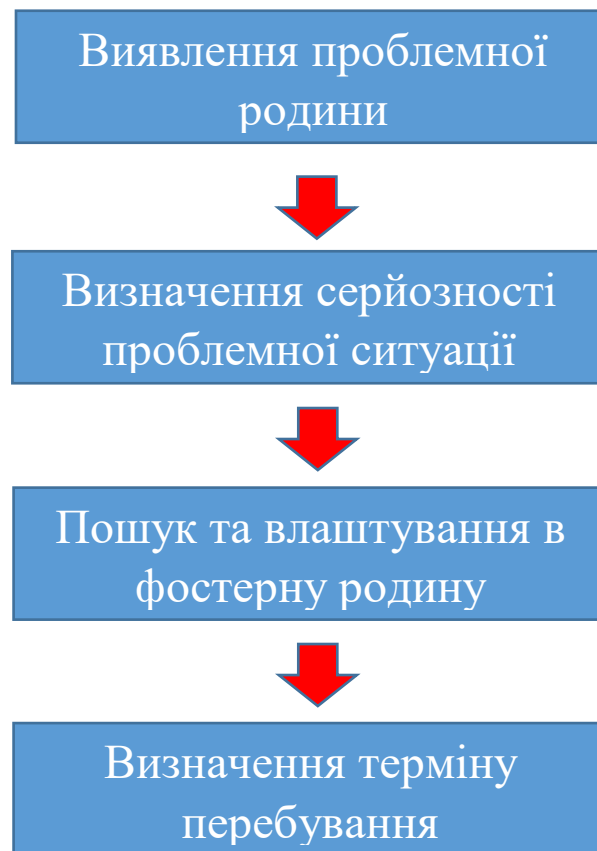 Виявлення проблемної
родини
Визначення серйозності
проблемної ситуації
Пошук та влаштування в
фостерну родину
Визначення терміну
перебування